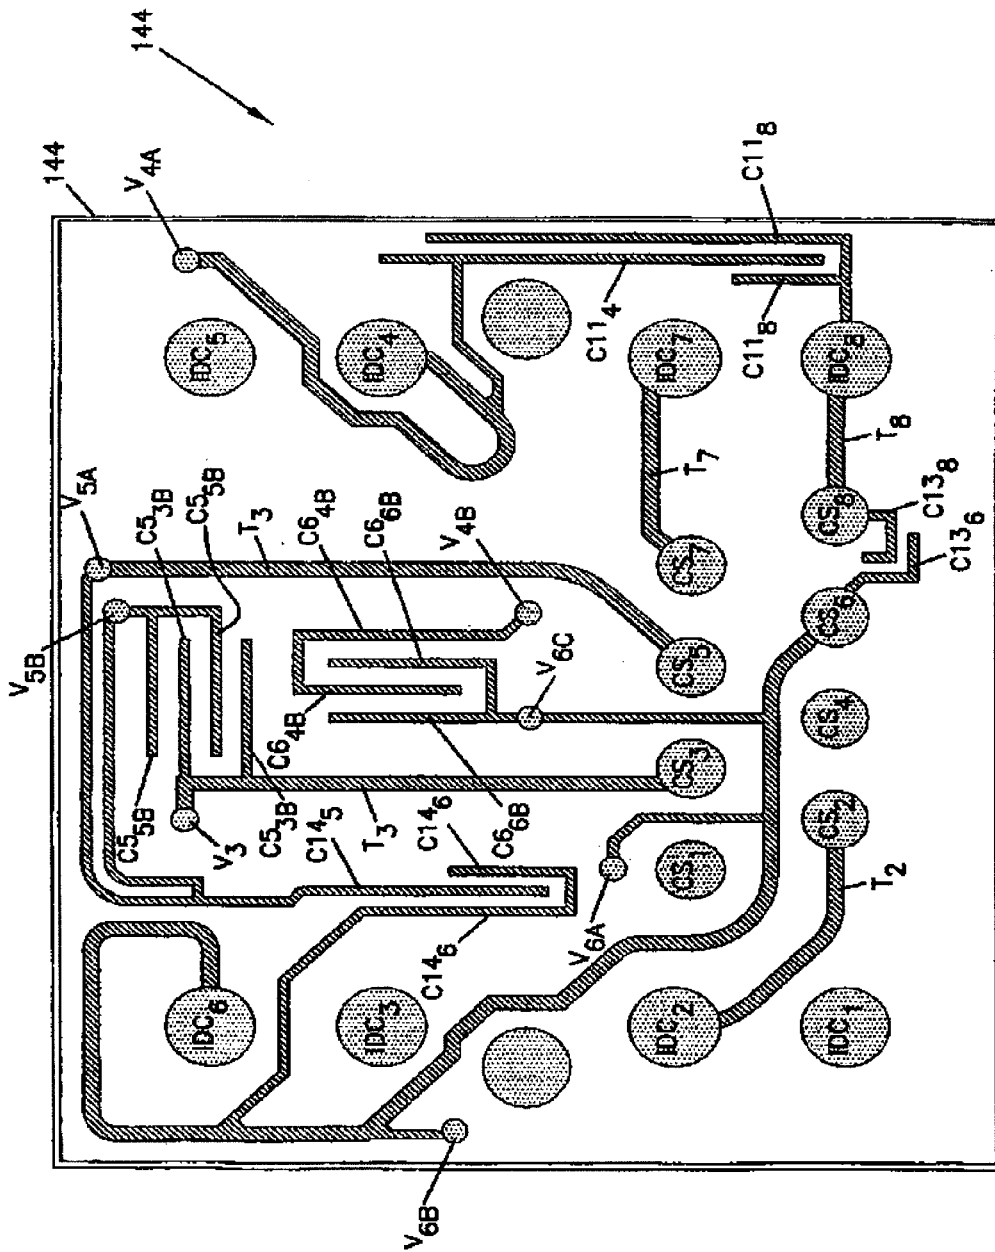 V5B
V5A
144
144
V4A
C55B
C53B
C55B
IDC6
IDC5
V3
T3
C53B
C64B
C145
C64B
T3
IDC3
C66B
IDC4
V6B
C146
C146
V4B
C66B
V6A
C114
V6C
IDC2
CS1
CS3
CS5
CS7
T7
IDC7
C118
C118
IDC1
CS2
CS4
CS6
CS8
IDC8
T2
T8
C138
C136